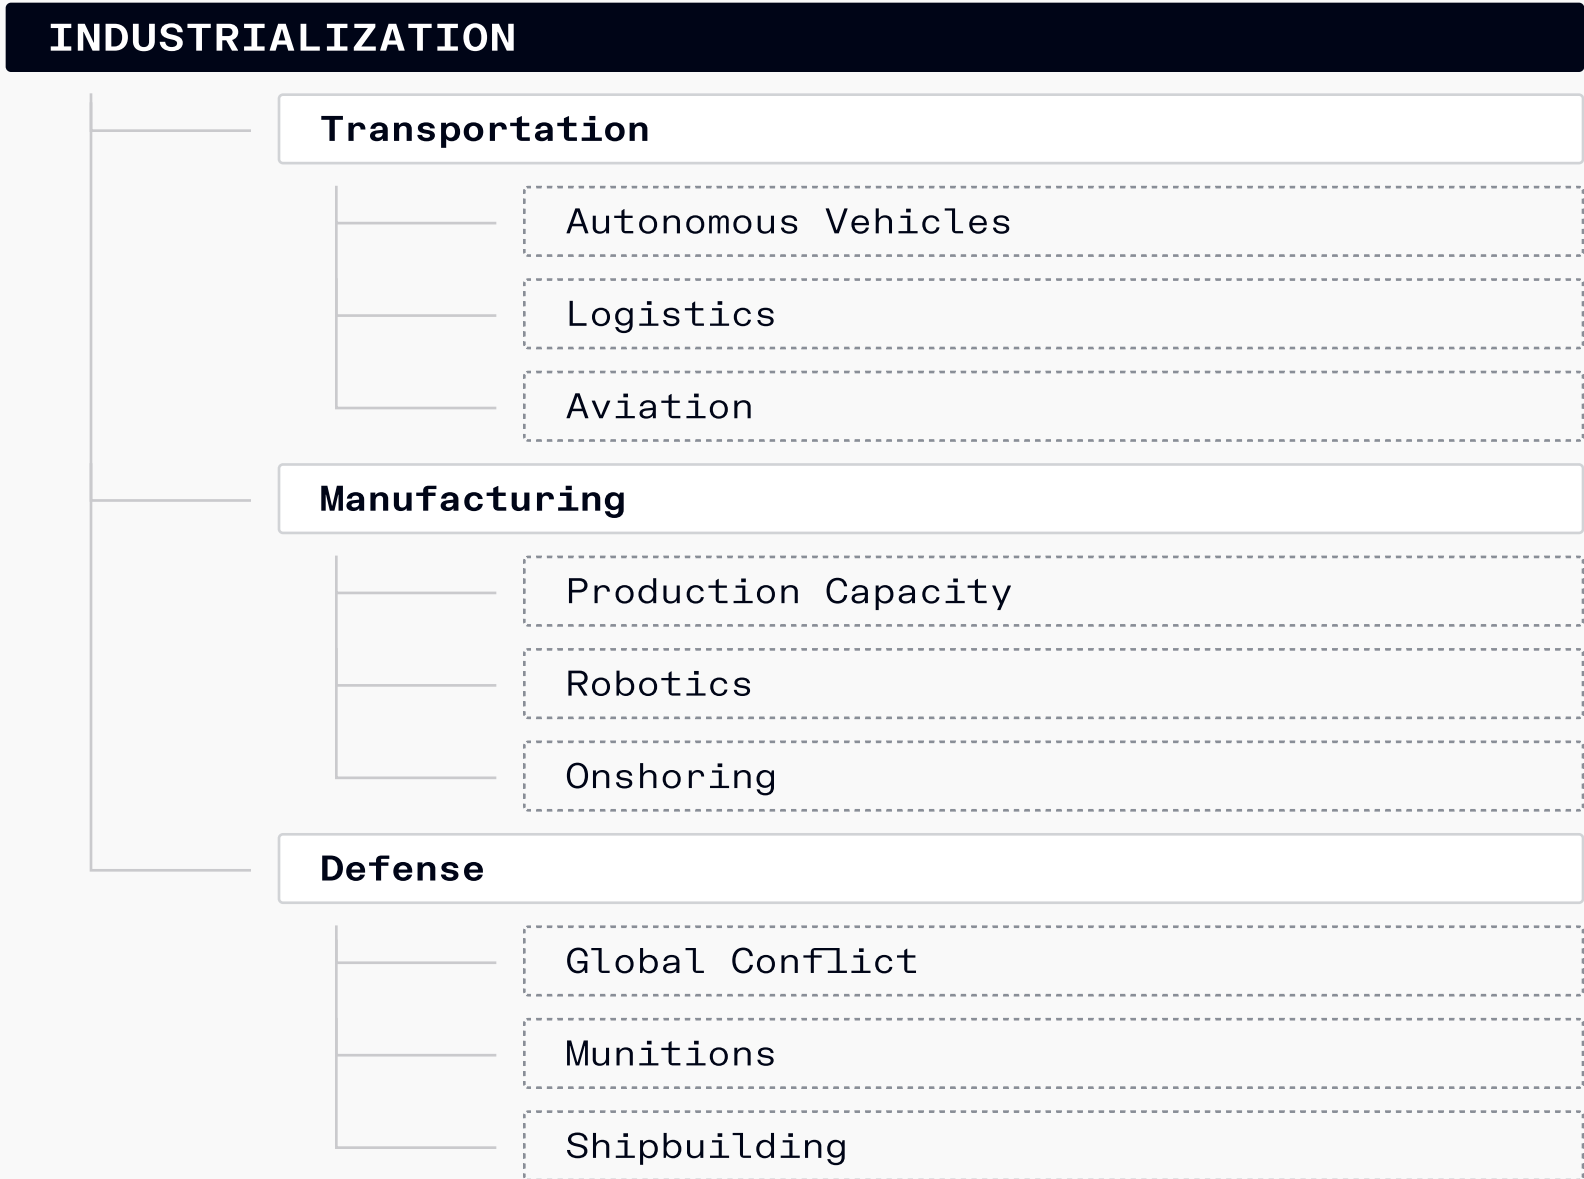 INDUSTRIALIZATION
Transportation
Autonomous Vehicles
Logistics
Aviation
Manufacturing
Production Capacity
Robotics
Onshoring
Defense
Global Conflict
Munitions
Shipbuilding